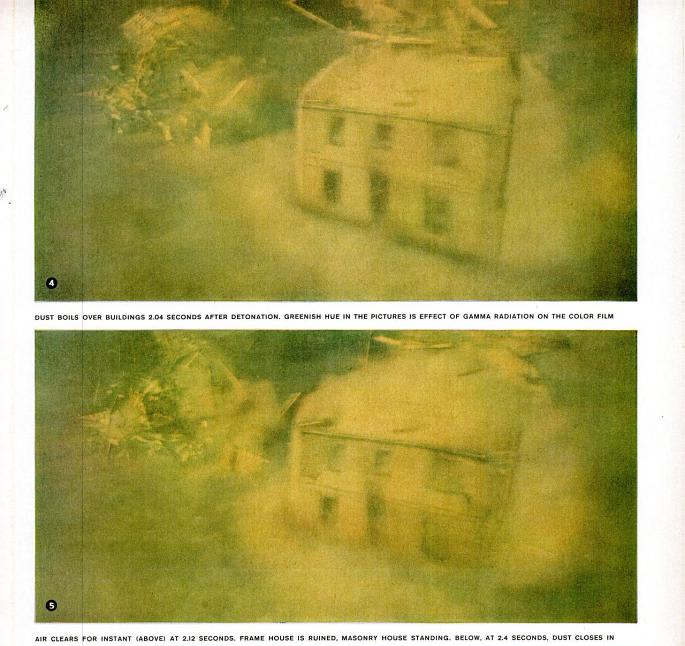 4
DUST BOILS OVER BUILDINGS 2.04 SECONDS AFTER DETONATION. GREENISH HUE IN THE PICTURES IS EFFECT OF GAMMA RADIATION ON THE COLOR FILM
5
AIR CLEARS FOR INSTANT (ABOVE) AT 2.12 SECONDS. FRAME HOUSE IS RUINED, MASONRY HOUSE STANDING. BELOW, AT 2.4 SECONDS, DUST CLOSES IN